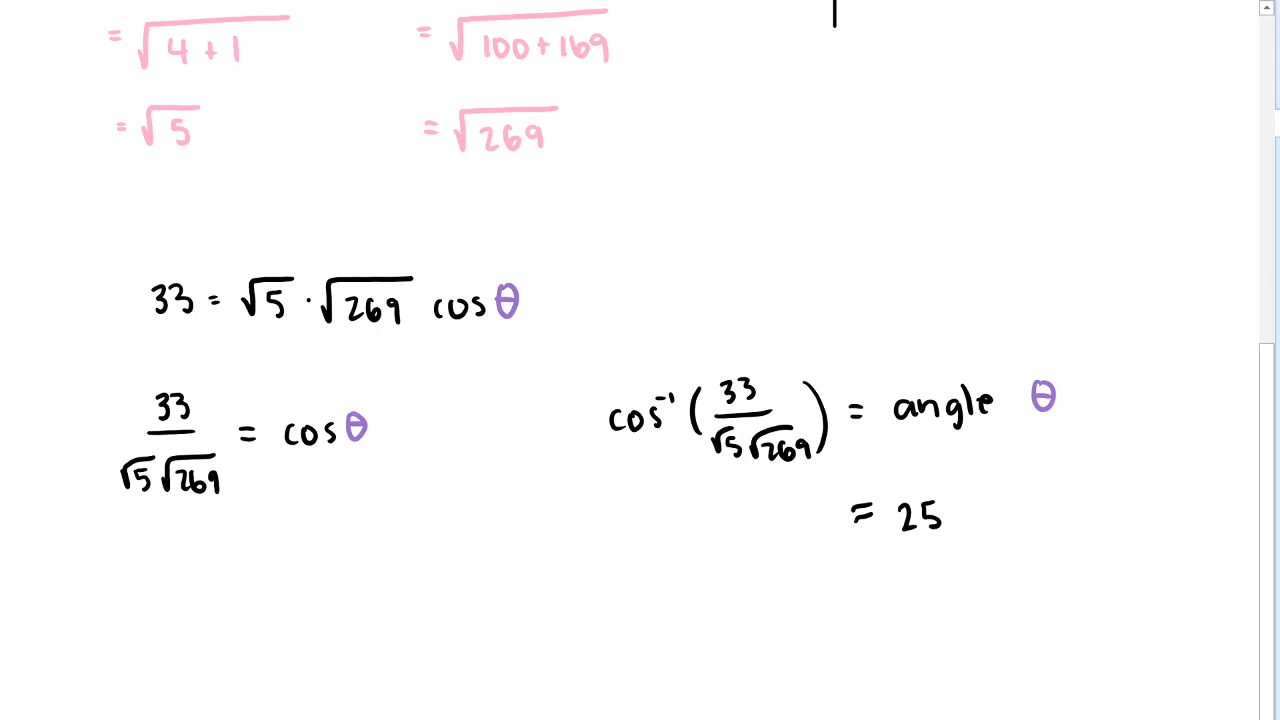 = √4 + 1
= √100 + 169
= √5
= √269
33 = √5 · √269 cos θ
33 / √5 √269 = cos θ
cos⁻¹ ( 33 / √5 √269 ) = angle θ
≈ 25